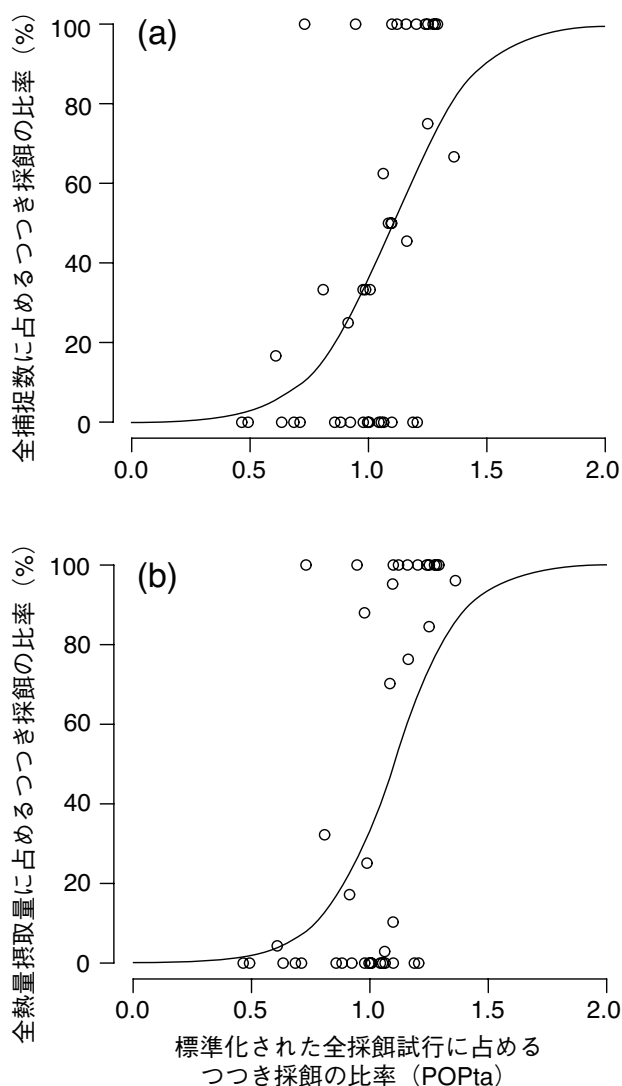 全捕捉数に占めるつつき採餌の比率（%）
(a)
100
80
60
40
20
0
0.0 0.5 1.0 1.5 2.0
全熱量摂取量に占めるつつき採餌の比率（%）
(b)
100
80
60
40
20
0
0.0 0.5 1.0 1.5 2.0
標準化された全採餌試行に占める
つつき採餌の比率（POPta）